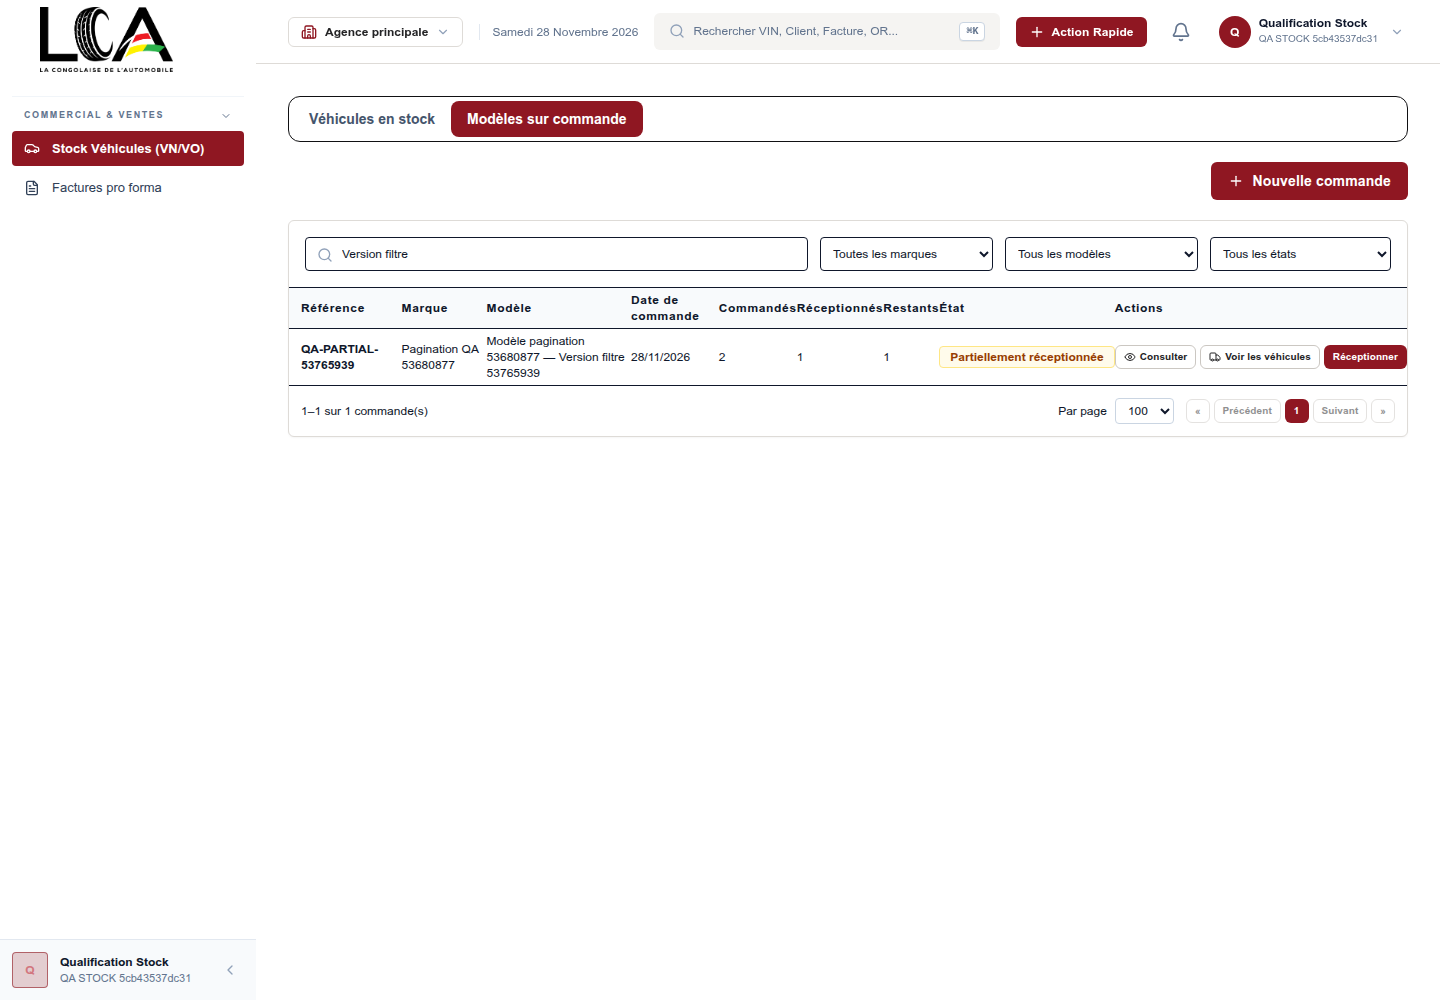 LCA
LA CONGOLAISE DE L'AUTOMOBILE
Agence principale
Samedi 28 Novembre 2026
Rechercher VIN, Client, Facture, OR...
⌘K
Action Rapide
Q
Qualification Stock
QA STOCK 5cb43537dc31
COMMERCIAL & VENTES
Stock Véhicules (VN/VO)
Factures pro forma
Véhicules en stock
Modèles sur commande
Nouvelle commande
Version filtre
Toutes les marques
Tous les modèles
Tous les états
Référence
Marque
Modèle
Date de
commande
Commandés
Réceptionnés
Restants
État
Actions
QA-PARTIAL-
53765939
Pagination QA
53680877
Modèle pagination
53680877 — Version filtre
53765939
28/11/2026
2
1
1
Partiellement réceptionnée
Consulter
Voir les véhicules
Réceptionner
1–1 sur 1 commande(s)
Par page
100
«
Précédent
1
Suivant
»
Q
Qualification Stock
QA STOCK 5cb43537dc31